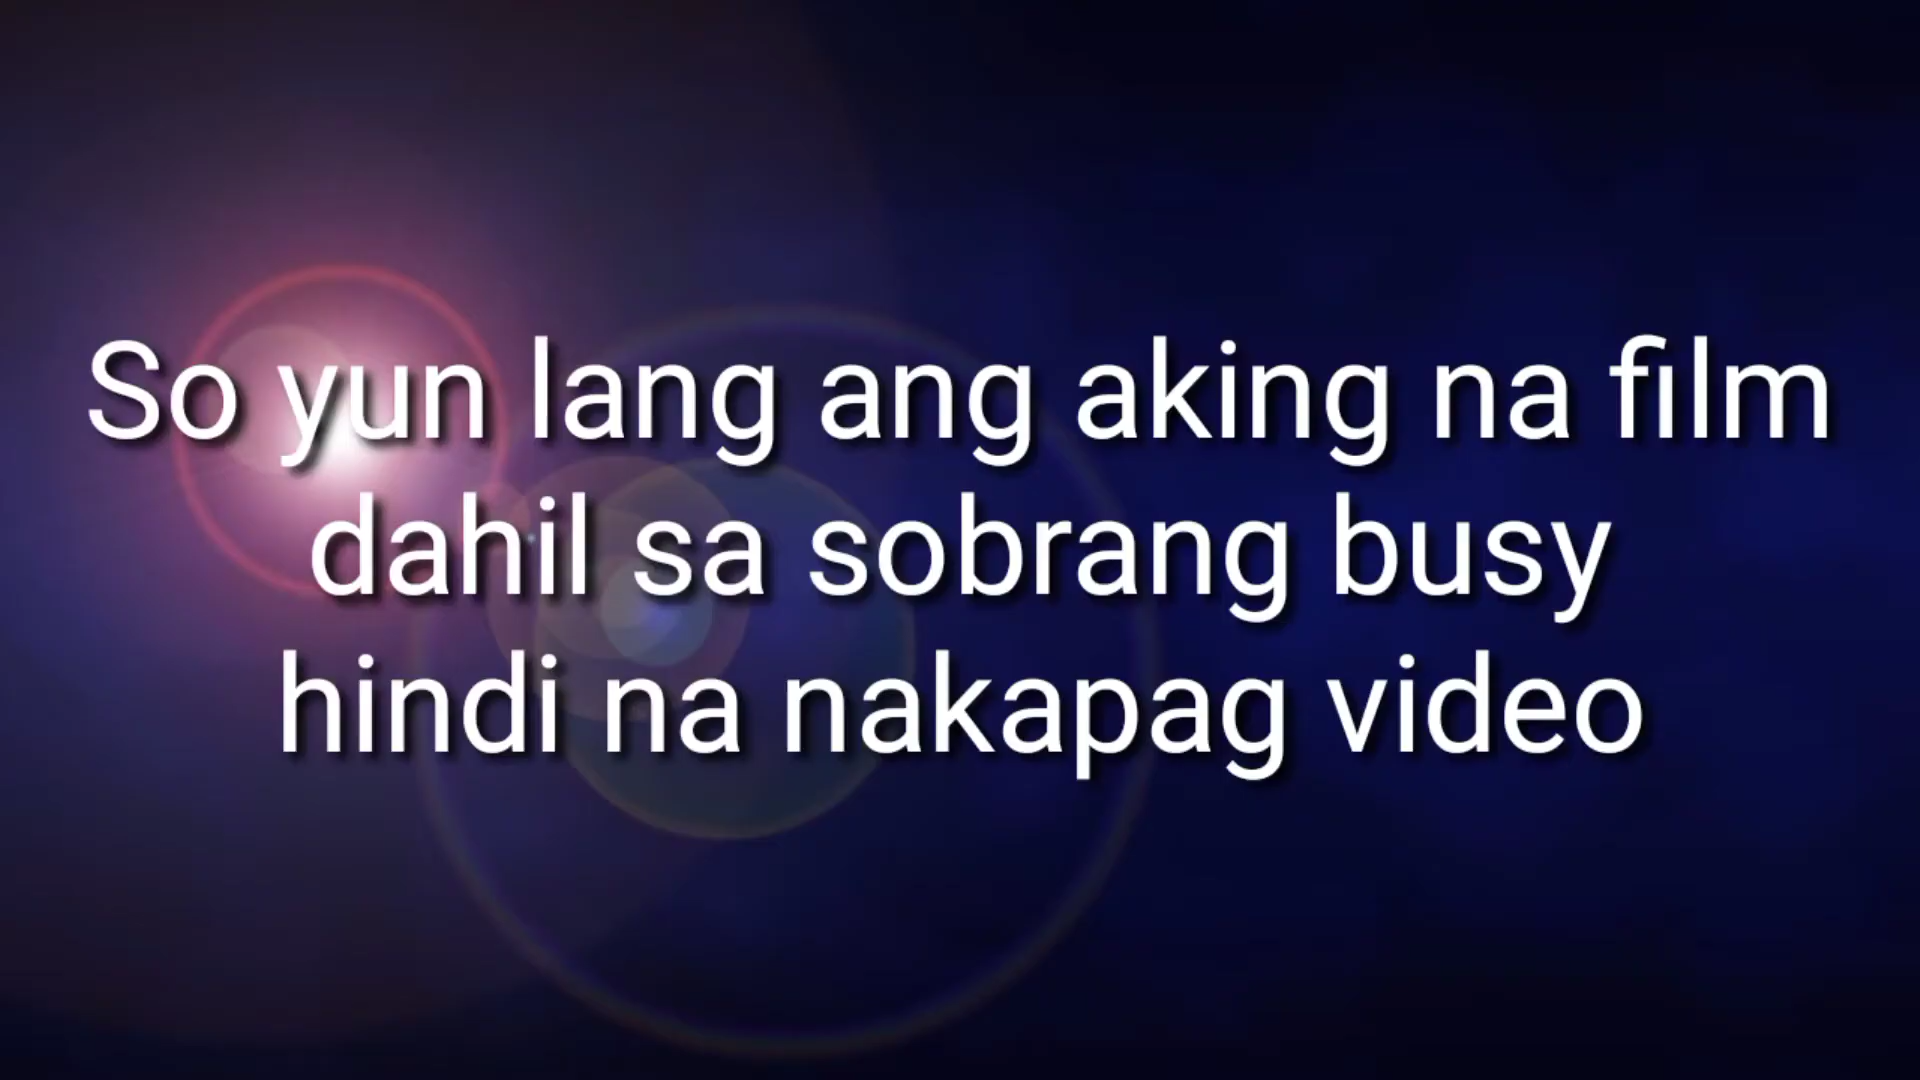 So yun lang ang aking na film
dahil sa sobrang busy
hindi na nakapag video